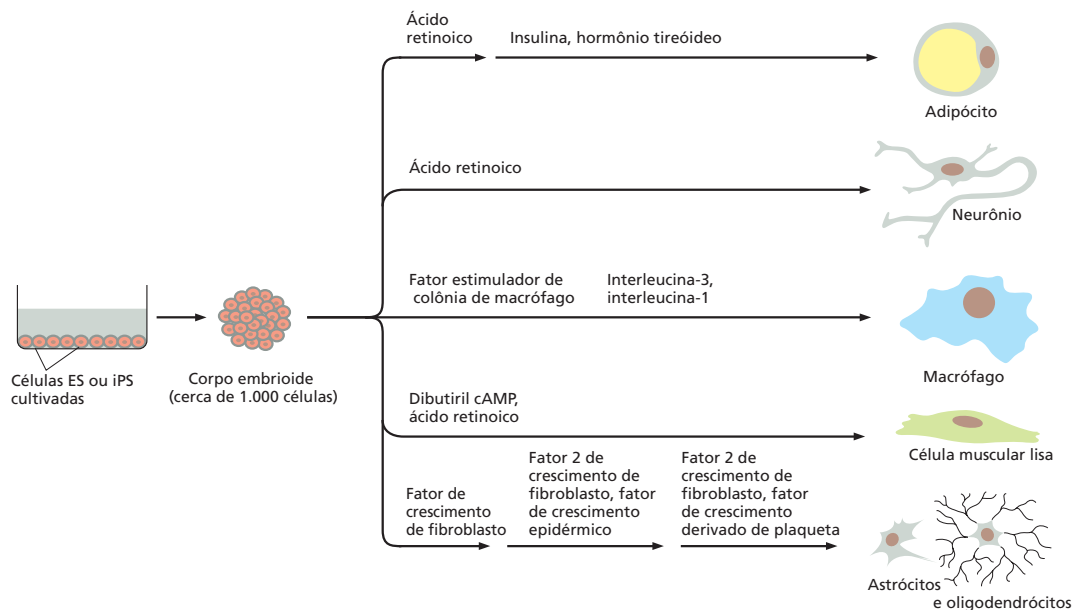 Ácido
retinoico
Insulina, hormônio tireóideo
Adipócito
Ácido retinoico
Neurônio
Fator estimulador de
colônia de macrófago
Interleucina-3,
interleucina-1
Macrófago
Células ES ou iPS
cultivadas
Corpo embrioide
(cerca de 1.000 células)
Dibutiril cAMP,
ácido retinoico
Célula muscular lisa
Fator de
crescimento
de fibroblasto
Fator 2 de
crescimento de
fibroblasto, fator
de crescimento
epidérmico
Fator 2 de
crescimento de
fibroblasto, fator
de crescimento
derivado de plaqueta
Astrócitos
e oligodendrócitos